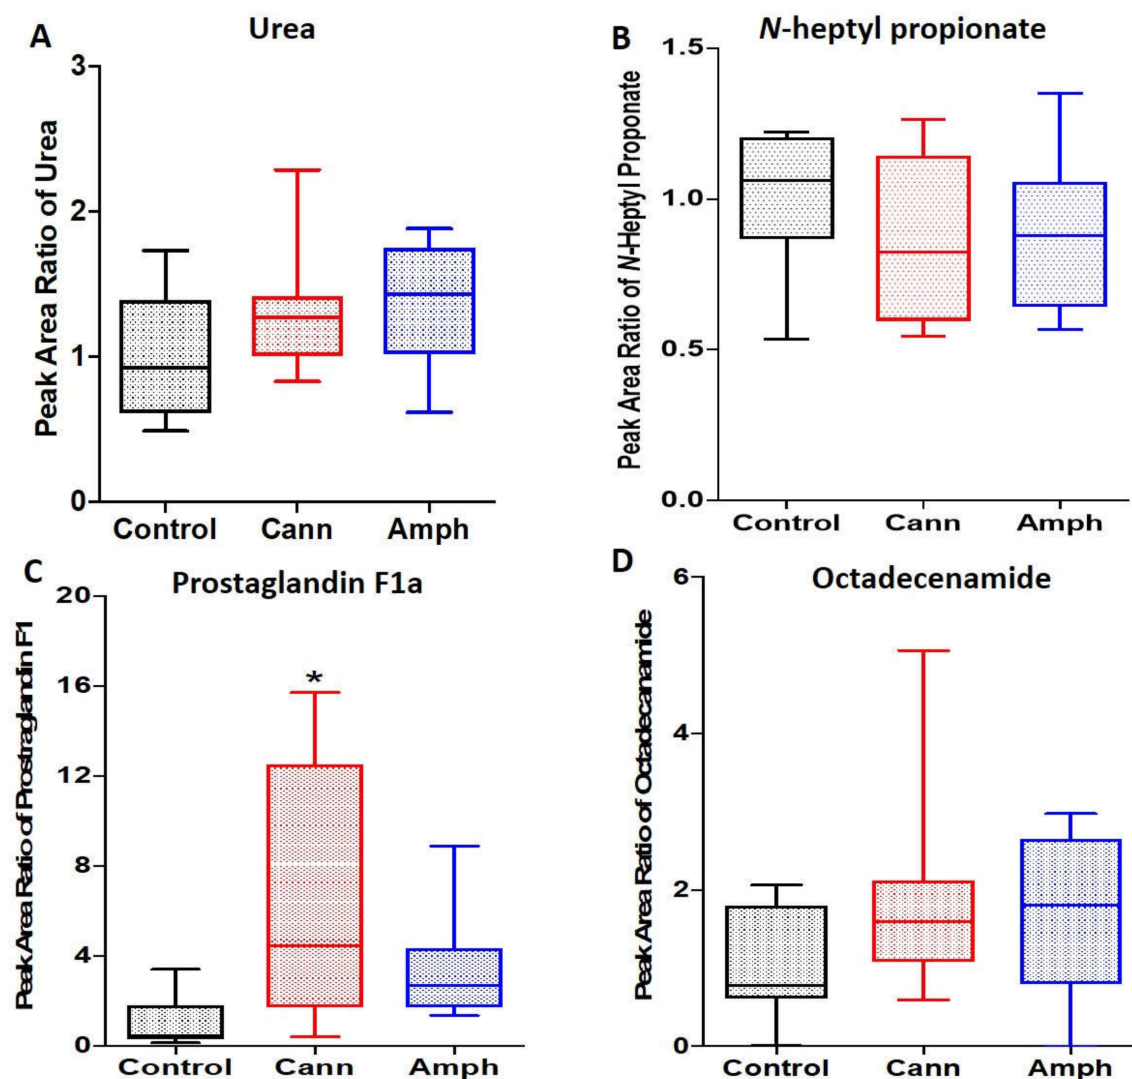 A
Urea
Peak Area Ratio of Urea
3
2
1
0
Control Cann Amph
B
N-heptyl propionate
Peak Area Ratio of N-Heptyl Proponate
1.5
1.0
0.5
0.0
Control Cann Amph
C
Prostaglandin F1a
Peak Area Ratio of Prostraglandin F1
20
16
12
8
4
0
*
Control Cann Amph
D
Octadecenamide
Peak Area Ratio of Octadecanamide
6
4
2
0
Control Cann Amph